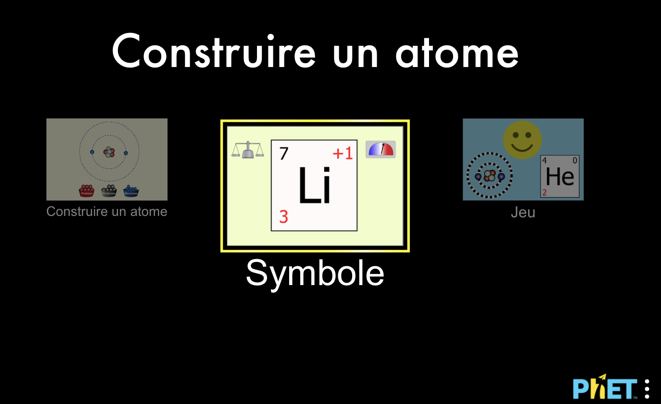 Construire un atome
7 +1
Li
3
4 0
He
2
Construire un atome
Symbole
Jeu
PhET